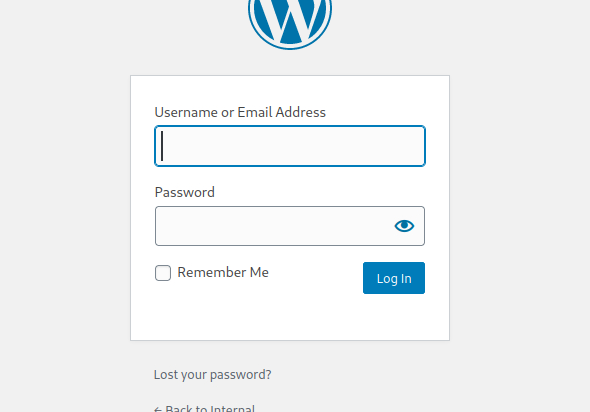 Username or Email Address
Password
Remember Me
Log In
Lost your password?
← Back to Internal